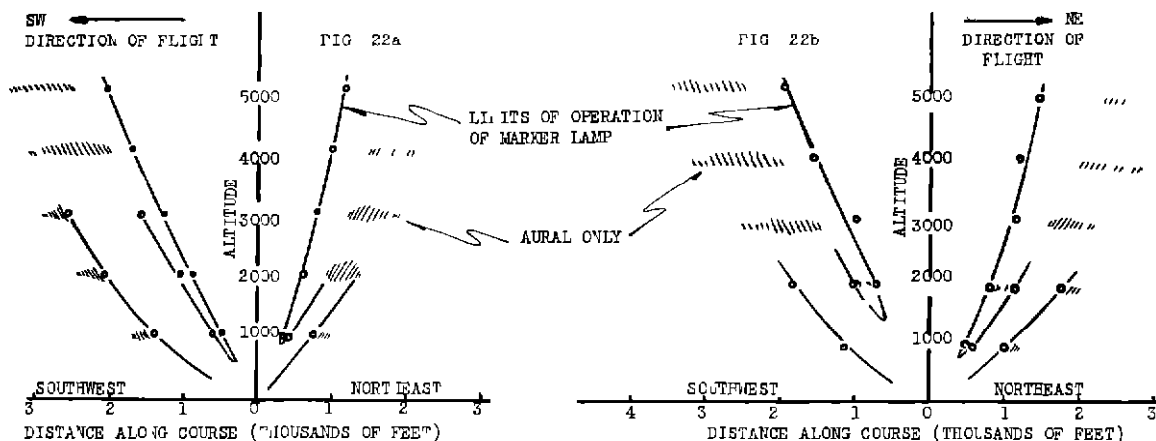 SW
DIRECTION OF FLIGHT
FIG 22a
5000
4000
3000
2000
1000
ALTITUDE
SOUTHWEST
NORTHEAST
3 2 1 0 1 2 3
DISTANCE ALONG COURSE (THOUSANDS OF FEET)
LIMITS OF OPERATION
OF MARKER LAMP
AURAL ONLY
FIG 22b
NE
DIRECTION OF
FLIGHT
5000
4000
3000
2000
1000
ALTITUDE
SOUTHWEST
NORTHEAST
4 3 2 1 0 1 2 3
DISTANCE ALONG COURSE (THOUSANDS OF FEET)